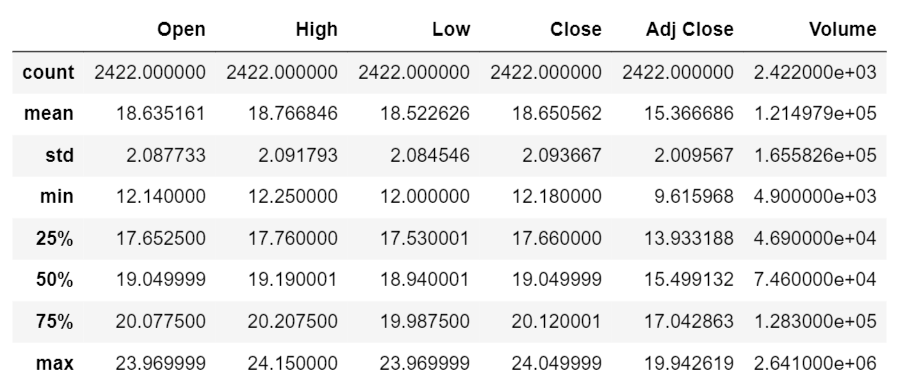 Open High Low Close Adj Close Volume
count 2422.000000 2422.000000 2422.000000 2422.000000 2422.000000 2.422000e+03
mean 18.635161 18.766846 18.522626 18.650562 15.366686 1.214979e+05
std 2.087733 2.091793 2.084546 2.093667 2.009567 1.655826e+05
min 12.140000 12.250000 12.000000 12.180000 9.615968 4.900000e+03
25% 17.652500 17.760000 17.530001 17.660000 13.933188 4.690000e+04
50% 19.049999 19.190001 18.940001 19.049999 15.499132 7.460000e+04
75% 20.077500 20.207500 19.987500 20.120001 17.042863 1.283000e+05
max 23.969999 24.150000 23.969999 24.049999 19.942619 2.641000e+06